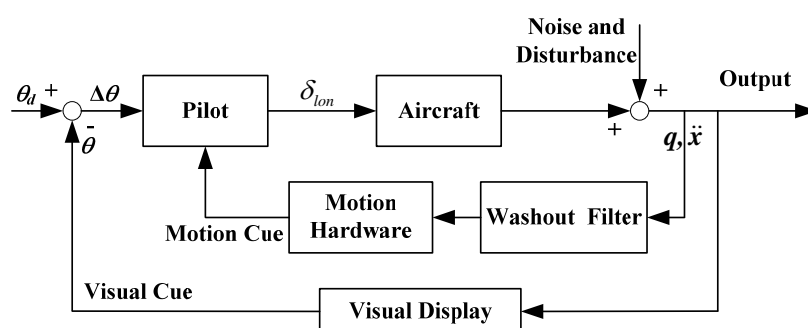 Noise and
Disturbance
Output
θd + Δθ
Pilot
δlon
Aircraft
+
+
-
θ
q, ẍ
Motion
Hardware
Washout Filter
Motion Cue
Visual Cue
Visual Display